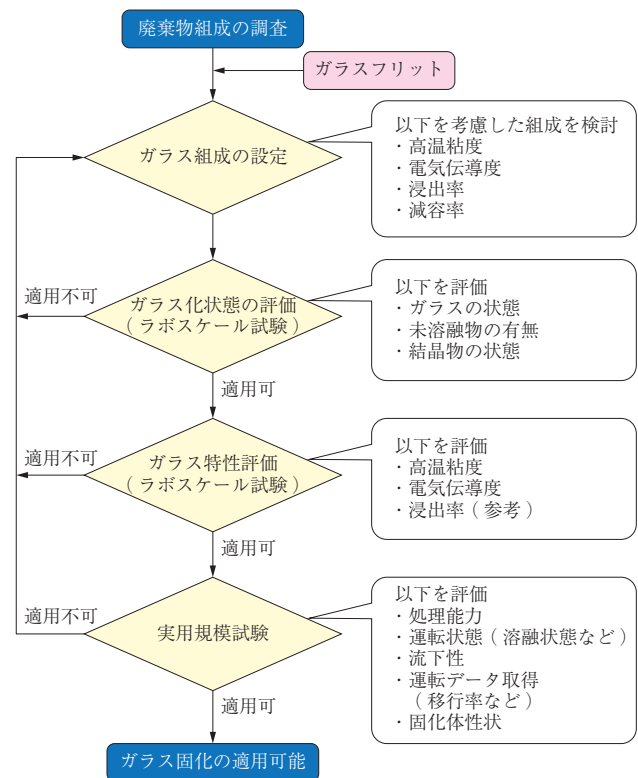 廃棄物組成の調査
ガラスフリット
ガラス組成の設定
以下を考慮した組成を検討
・高温粘度
・電気伝導度
・浸出率
・減容率
適用不可
ガラス化状態の評価
( ラボスケール試験 )
以下を評価
・ガラスの状態
・未溶融物の有無
・結晶物の状態
適用可
適用不可
ガラス特性評価
( ラボスケール試験 )
以下を評価
・高温粘度
・電気伝導度
・浸出率 ( 参考 )
適用可
適用不可
実用規模試験
以下を評価
・処理能力
・運転状態 ( 溶融状態など )
・流下性
・運転データ取得
( 移行率など )
・固化体性状
適用可
ガラス固化の適用可能